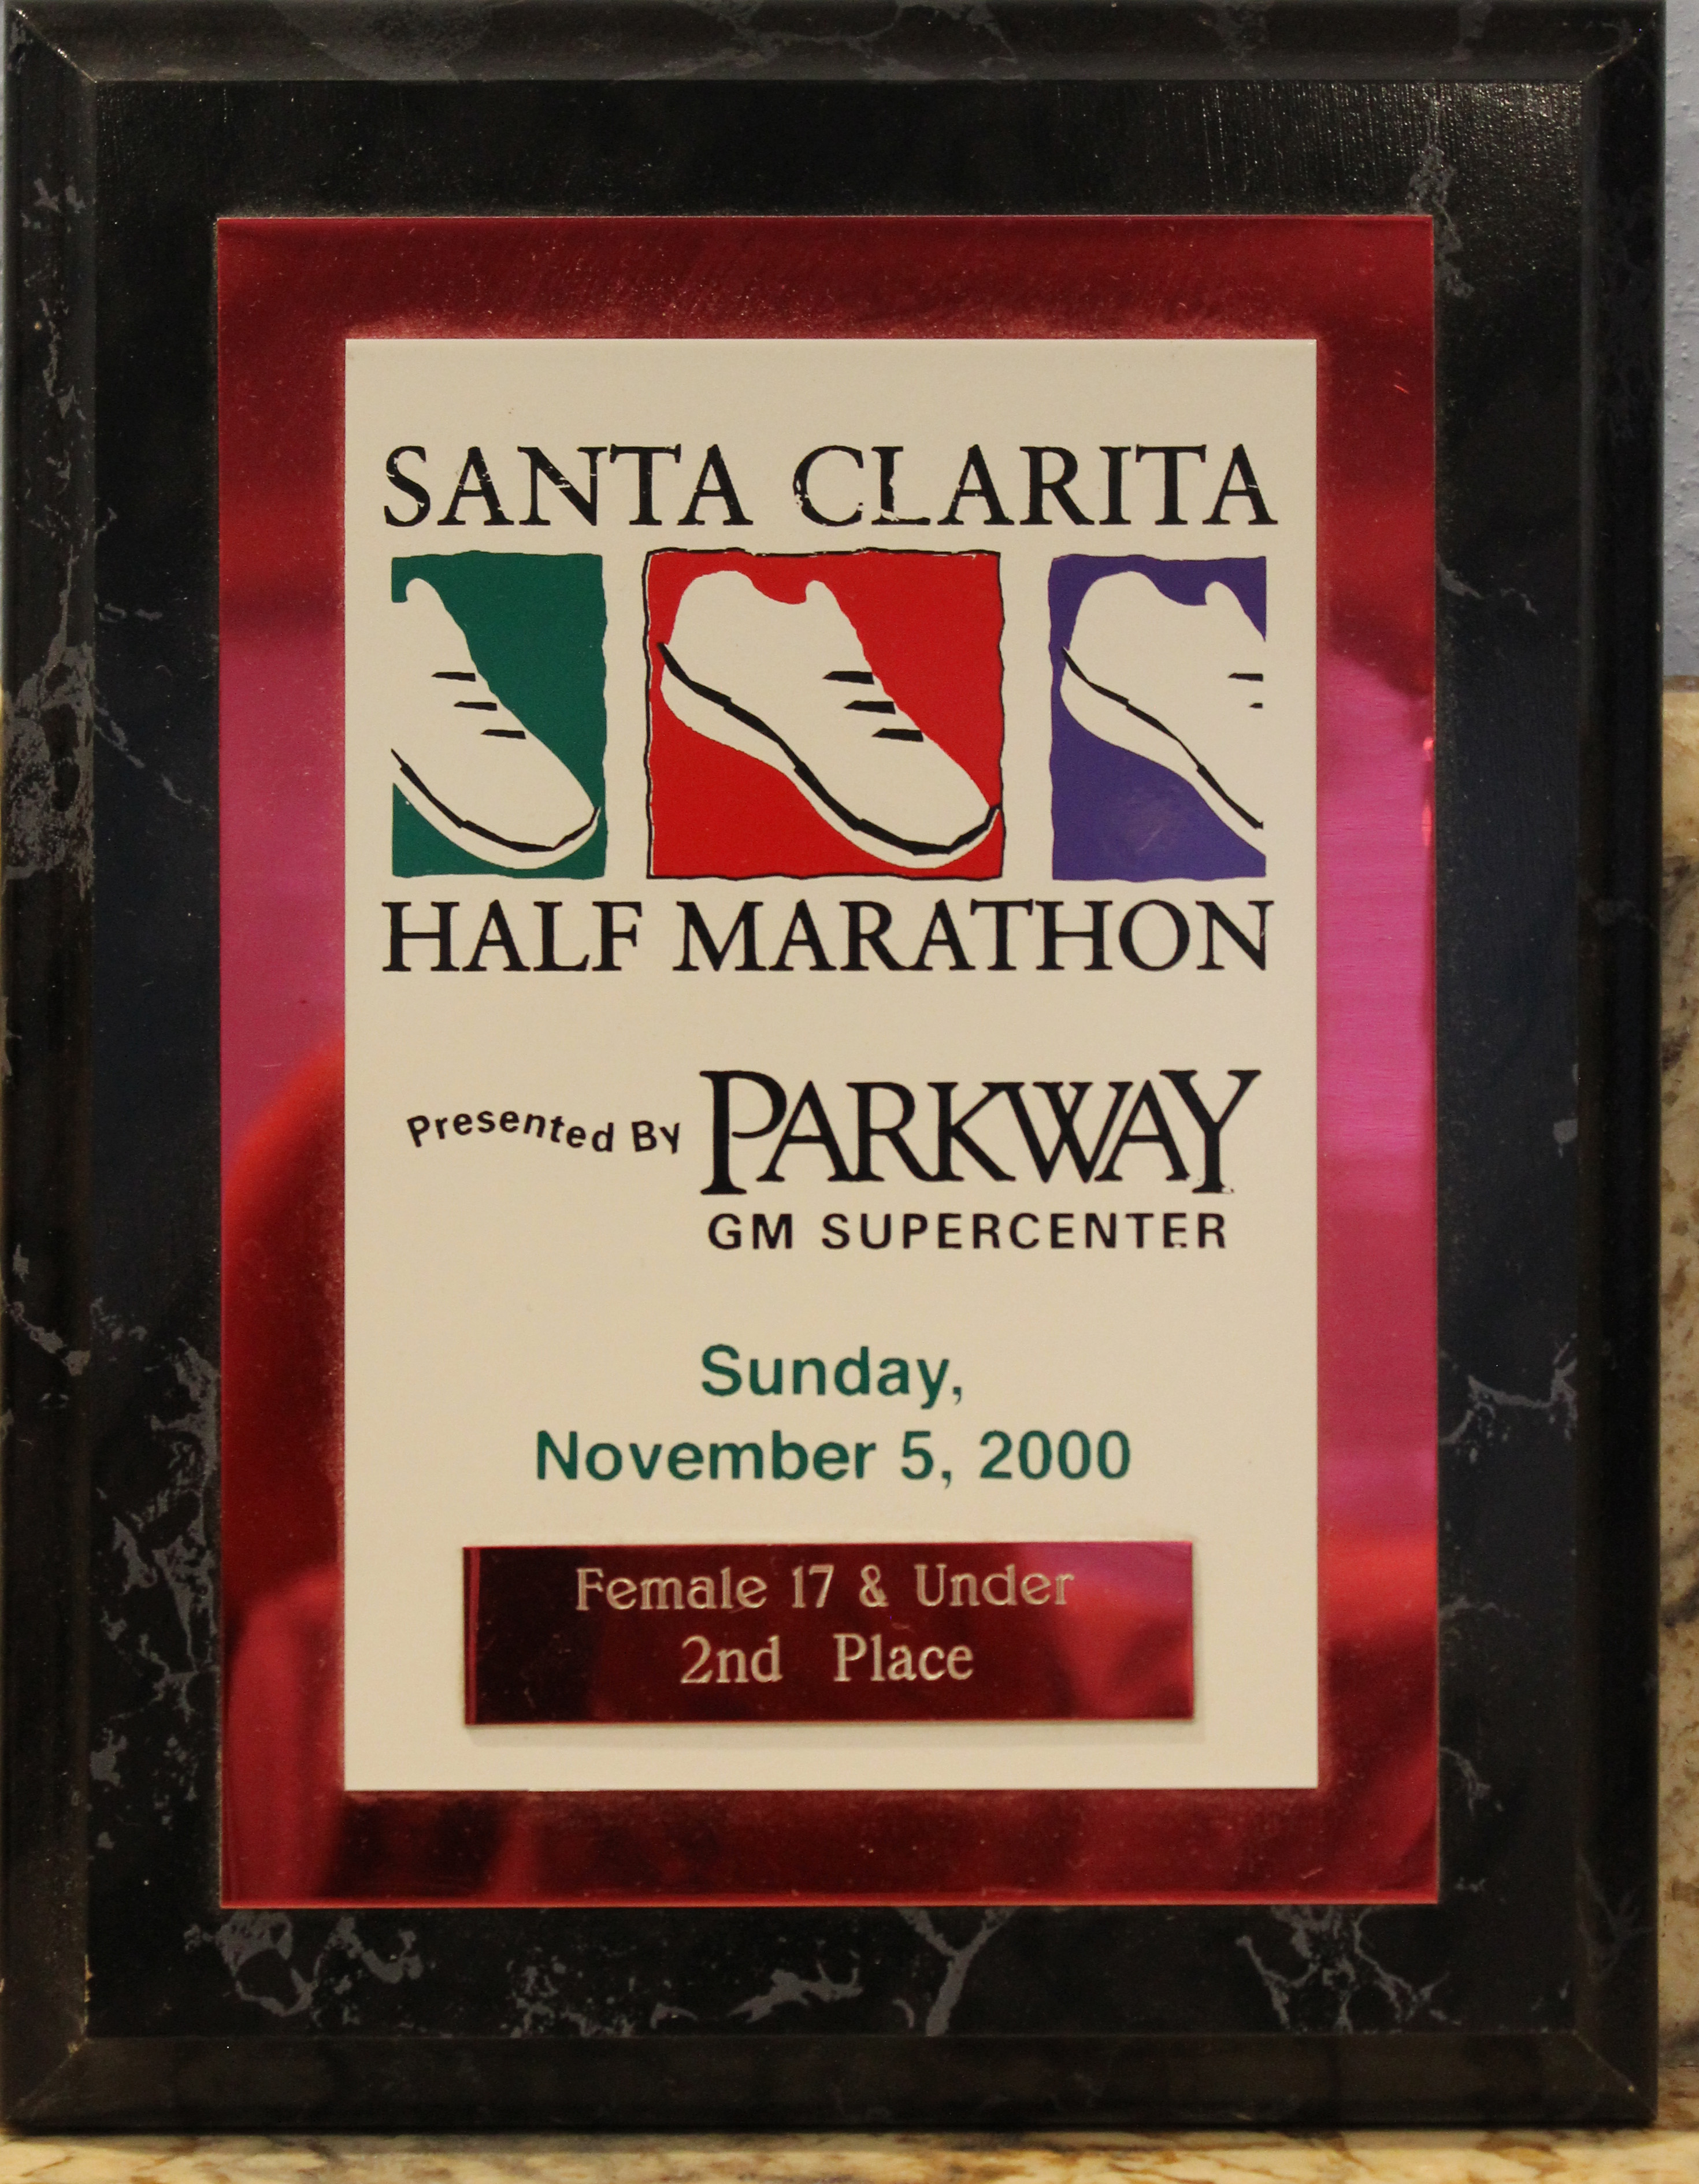 SANTA CLARITA
HALF MARATHON
Presented By PARKWAY
GM SUPERCENTER
Sunday,
November 5, 2000
Female 17 & Under
2nd Place